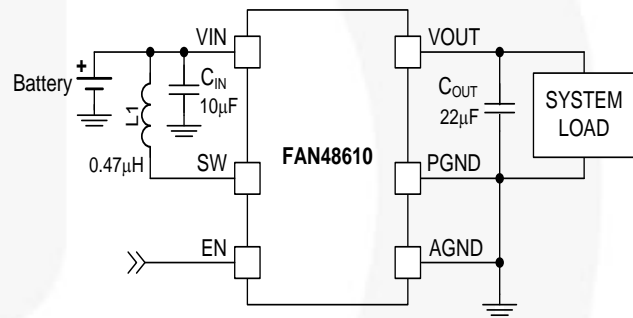 VIN
VOUT
Battery
+
CIN
10μF
L1
0.47μH
COUT
22μF
SYSTEM
LOAD
FAN48610
SW
PGND
EN
AGND